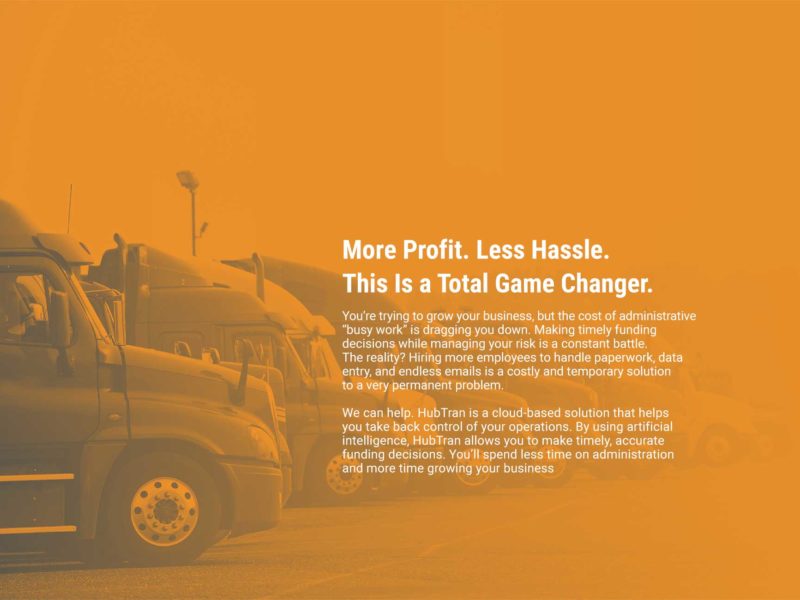 More Profit. Less Hassle.
This Is a Total Game Changer.
You're trying to grow your business, but the cost of administrative
“busy work” is dragging you down. Making timely funding
decisions while managing your risk is a constant battle.
The reality? Hiring more employees to handle paperwork, data
entry, and endless emails is a costly and temporary solution
to a very permanent problem.
We can help. HubTran is a cloud-based solution that helps
you take back control of your operations. By using artificial
intelligence, HubTran allows you to make timely, accurate
funding decisions. You'll spend less time on administration
and more time growing your business